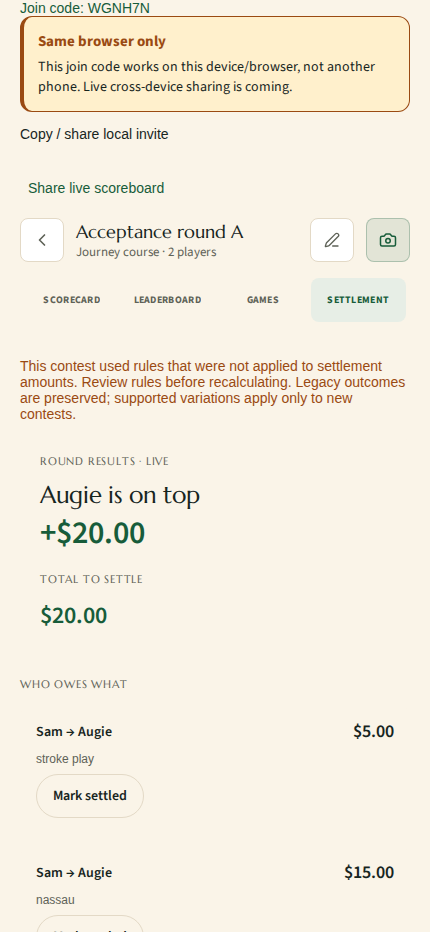 Join code: WGNH7N
Same browser only
This join code works on this device/browser, not another
phone. Live cross-device sharing is coming.
Copy / share local invite
Share live scoreboard
Acceptance round A
Journey course · 2 players
SCORECARD
LEADERBOARD
GAMES
SETTLEMENT
This contest used rules that were not applied to settlement
amounts. Review rules before recalculating. Legacy outcomes
are preserved; supported variations apply only to new
contests.
ROUND RESULTS · LIVE
Augie is on top
+$20.00
TOTAL TO SETTLE
$20.00
WHO OWES WHAT
Sam → Augie $5.00
stroke play
Mark settled
Sam → Augie $15.00
nassau